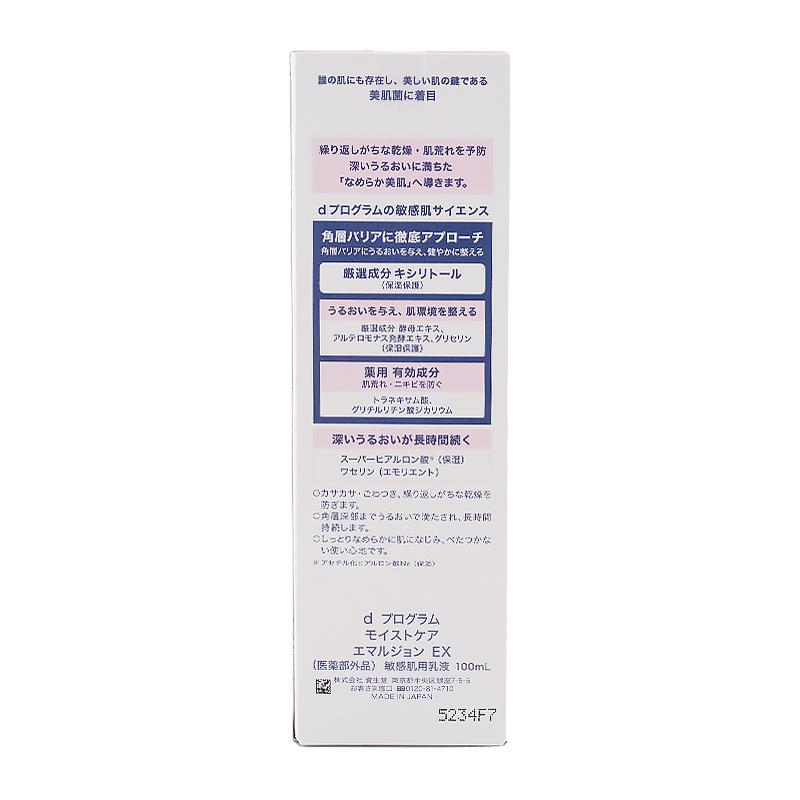 誰の肌にも存在し、美しい肌の鍵である
美肌菌に着目
繰り返しがちな乾燥・肌荒れを予防
深いうるおいに満ちた
「なめらか美肌」へ導きます。
d プログラムの敏感肌サイエンス
角層バリアに徹底アプローチ
角層バリアにうるおいを与え、健やかに整える
厳選成分 キシリトール
（保湿保護）
うるおいを与え、肌環境を整える
厳選成分 酵母エキス、
アルテロモナス発酵エキス、グリセリン
（保湿保護）
薬用 有効成分
肌荒れ・ニキビを防ぐ
トラネキサム酸、
グリチルリチン酸ジカリウム
深いうるおいが長時間続く
スーパーヒアルロン酸※（保湿）
ワセリン（エモリエント）
○カサカサ・ごわつき、繰り返しがちな乾燥を
防ぎます。
○角層深部までうるおいで満たされ、長時間
持続します。
○しっとりなめらかに肌になじみ、べたつかな
い使い心地です。
※ アセチル化ヒアルロン酸Na（保湿）
d プログラム
モイストケア
エマルジョン EX
（医薬部外品） 敏感肌用乳液 100mL
株式会社 資生堂 東京都中央区銀座7-5-5
お客さま窓口 0120-81-4710
MADE IN JAPAN
5234F7